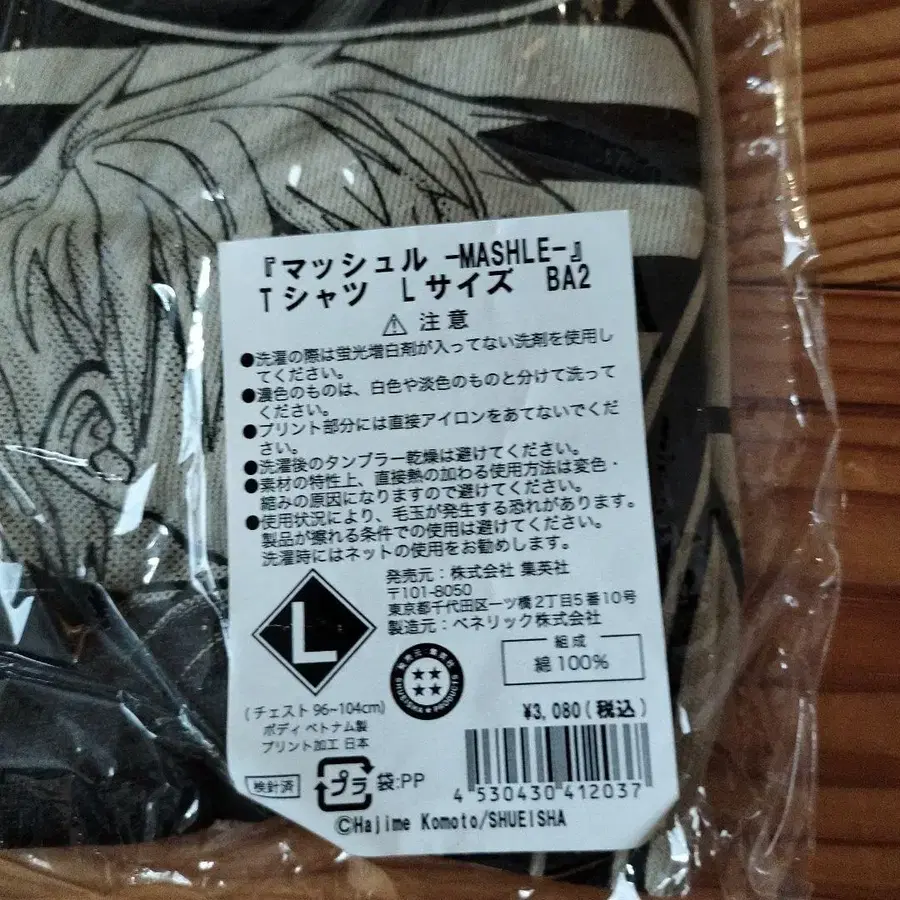 『マッシュル -MASHLE-』
Tシャツ Lサイズ BA2
⚠ 注意
●洗濯の際は蛍光増白剤が入ってない洗剤を使用し
てください。
●濃色のものは、白色や淡色のものと分けて洗って
ください。
●プリント部分には直接アイロンをあてないでくだ
さい。
●洗濯後のタンブラー乾燥は避けてください。
●素材の特性上、直接熱の加わる使用方法は変色・
縮みの原因になりますので避けてください。
●使用状況により、毛玉が発生する恐れがあります。
製品が擦れる条件での使用は避けてください。
洗濯時にはネットの使用をお勧めします。
発売元：株式会社 集英社
〒101-8050
東京都千代田区一ツ橋2丁目5番10号
製造元：ベネリック株式会社
L
発売元・集英社
SHUEISHA★PRODUCTS
組成
綿100%
(チェスト96~104cm)
ボディ ベトナム製
プリント加工 日本
¥3,080(税込)
検針済
プラ 袋:PP
4 530430 412037
©Hajime Komoto/SHUEISHA